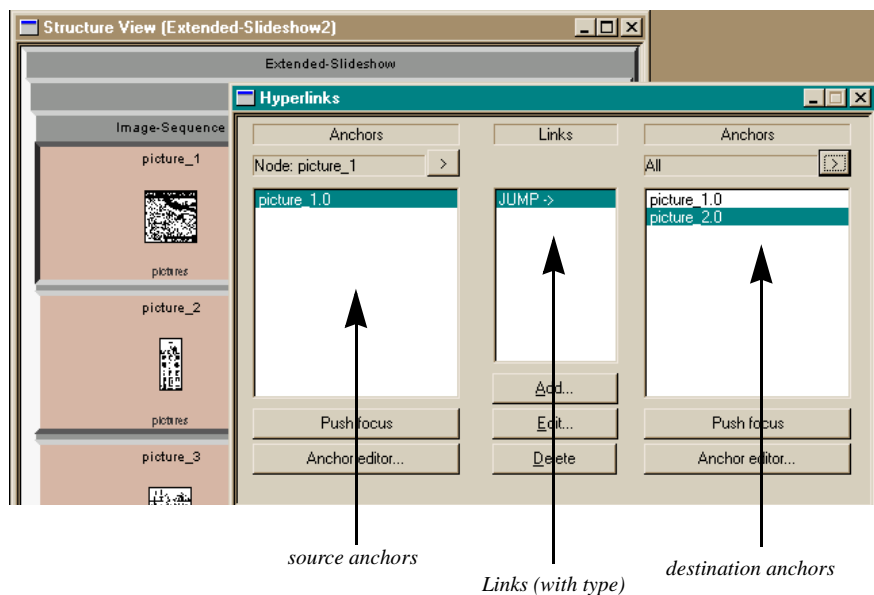 Structure View (Extended-Slideshow2)
Extended-Slideshow
Hyperlinks
Image-Sequence
Anchors
Links
Anchors
picture_1
Node: picture_1
>
All
>
picture_1.0
JUMP ->
picture_1.0
picture_2.0
pictures
picture_2
Add...
pictures
Push focus
Edit...
Push focus
picture_3
Anchor editor...
Delete
Anchor editor...
source anchors
Links (with type)
destination anchors